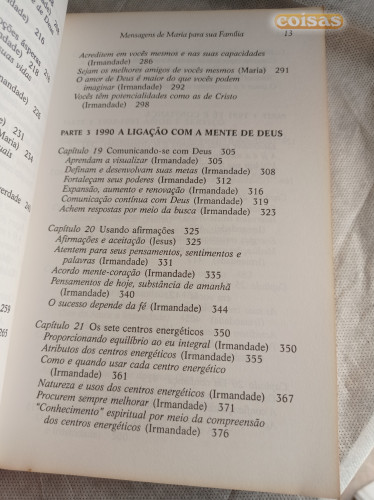 coisas
Mensagens de Maria para sua Família 13
Acreditem em vocês mesmos e nas suas capacidades
(Irmandade) 286
Sejam os melhores amigos de vocês mesmos (Maria) 291
O amor de Deus é maior do que vocês podem
imaginar (Irmandade) 292
Vocês têm potencialidades como as de Cristo
(Irmandade) 298
PARTE 3 1990 A LIGAÇÃO COM A MENTE DE DEUS
Capítulo 19 Comunicando-se com Deus 305
Aprendam a visualizar (Irmandade) 305
Definam e desenvolvam suas metas (Irmandade) 308
Fortaleçam seus poderes (Irmandade) 312
Expansão, aumento e renovação (Irmandade) 316
Comunicação contínua com Deus (Irmandade) 319
Achem respostas por meio da busca (Irmandade) 323
Capítulo 20 Usando afirmações 325
Afirmações e aceitação (Jesus) 325
Atentem para seus pensamentos, sentimentos e
palavras (Irmandade) 331
Acordo mente-coração (Irmandade) 335
Pensamentos de hoje, substância de amanhã
(Irmandade) 340
O sucesso depende da fé (Irmandade) 344
Capítulo 21 Os sete centros energéticos 350
Proporcionando equilíbrio ao eu integral (Irmandade) 350
Atributos dos centros energéticos (Irmandade) 355
Como e quando usar cada centro energético
(Irmandade) 361
Natureza e usos dos centros energéticos (Irmandade) 367
Procurem sempre melhorar (Irmandade) 371
“Conhecimento” espiritual por meio da compreensão
dos centros energéticos (Irmandade) 376
259
265